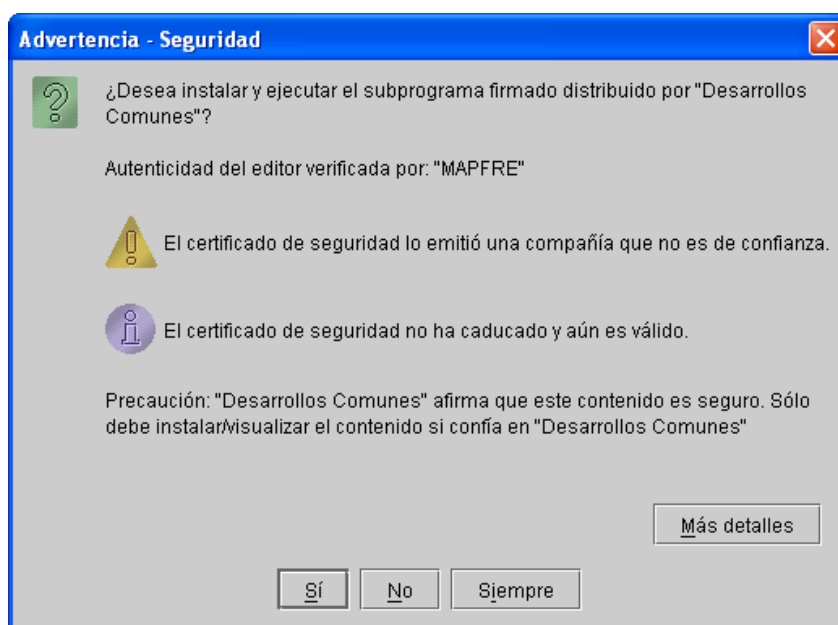 Advertencia - Seguridad
¿Desea instalar y ejecutar el subprograma firmado distribuido por "Desarrollos
Comunes"?
Autenticidad del editor verificada por: "MAPFRE"
El certificado de seguridad lo emitió una compañía que no es de confianza.
El certificado de seguridad no ha caducado y aún es válido.
Precaución: "Desarrollos Comunes" afirma que este contenido es seguro. Sólo
debe instalar/visualizar el contenido si confía en "Desarrollos Comunes"
Más detalles
Sí No Siempre